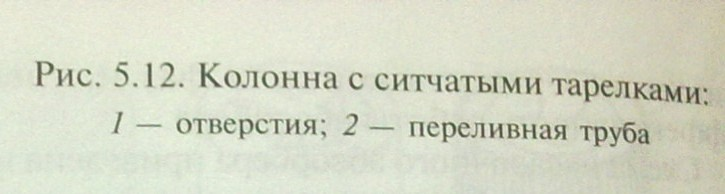 Рис. 5.12. Колонна с ситчатыми тарелками:
1 — отверстия; 2 — переливная труба